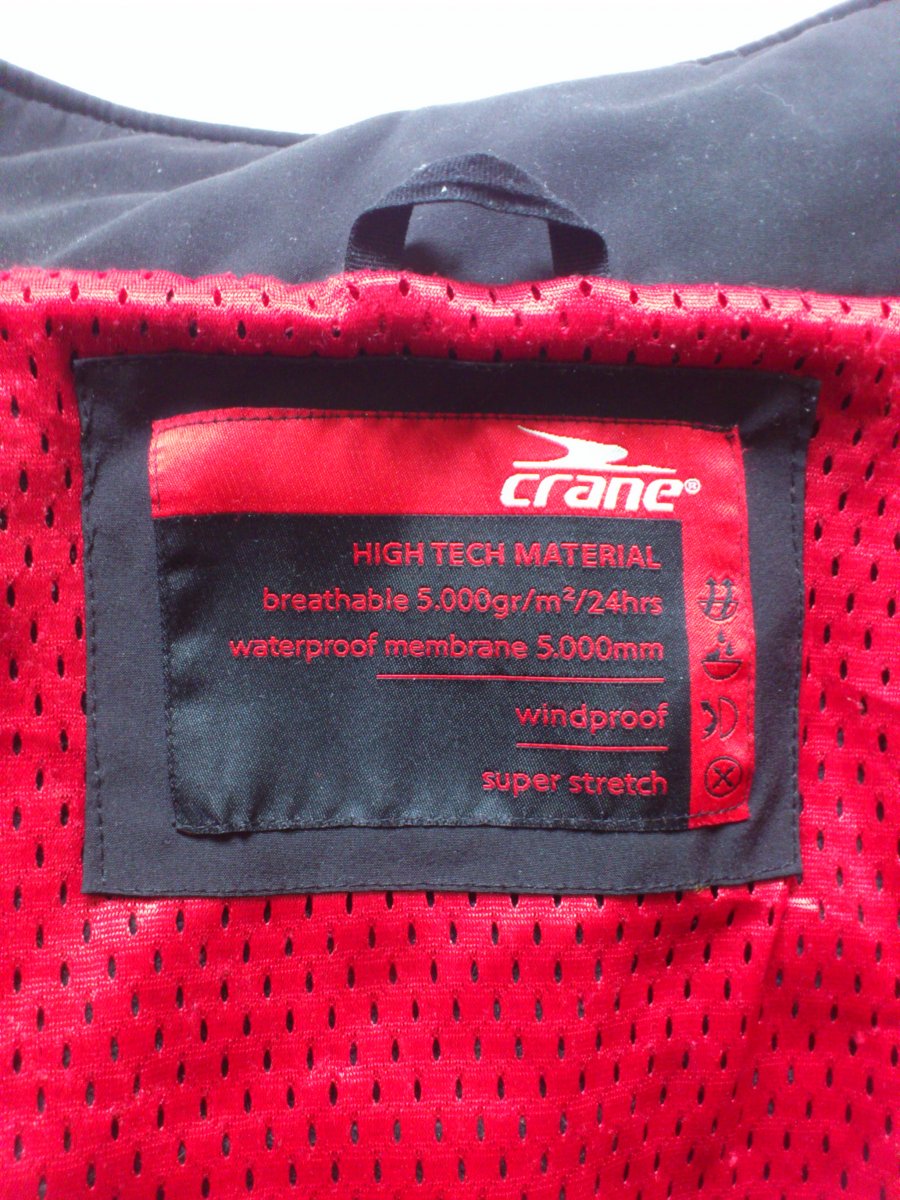 crane®
HIGH TECH MATERIAL
breathable 5.000gr/m²/24hrs
waterproof membrane 5.000mm
windproof
super stretch